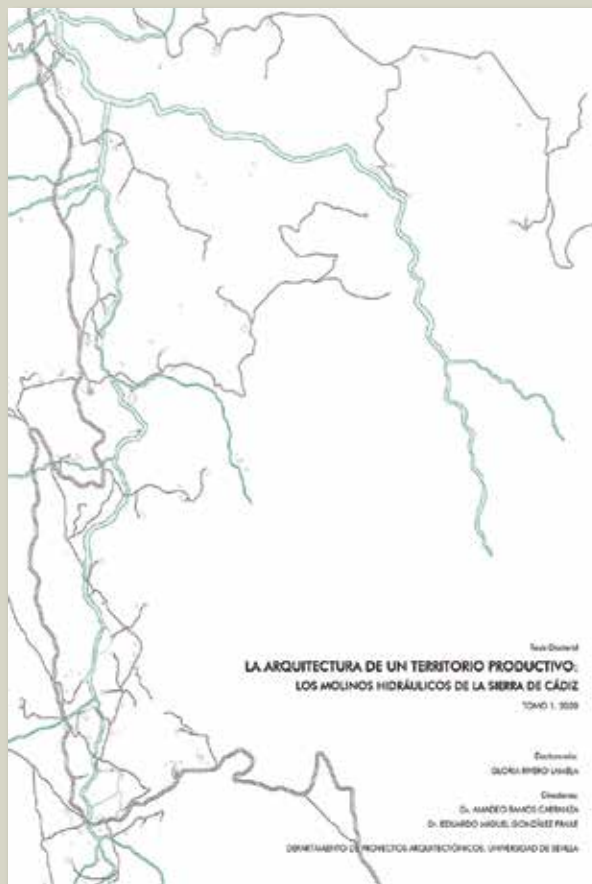 Tesis Doctoral
LA ARQUITECTURA DE UN TERRITORIO PRODUCTIVO:
LOS MOLINOS HIDRÁULICOS DE LA SIERRA DE CÁDIZ
TOMO 1. 2020
Doctoranda:
GLORIA RIVERO LAMELA
Directores:
Dr. AMADEO RAMOS CARRANZA
Dr. EDUARDO MIGUEL GONZÁLEZ FRAILE
DEPARTAMENTO DE PROYECTOS ARQUITECTÓNICOS. UNIVERSIDAD DE SEVILLA